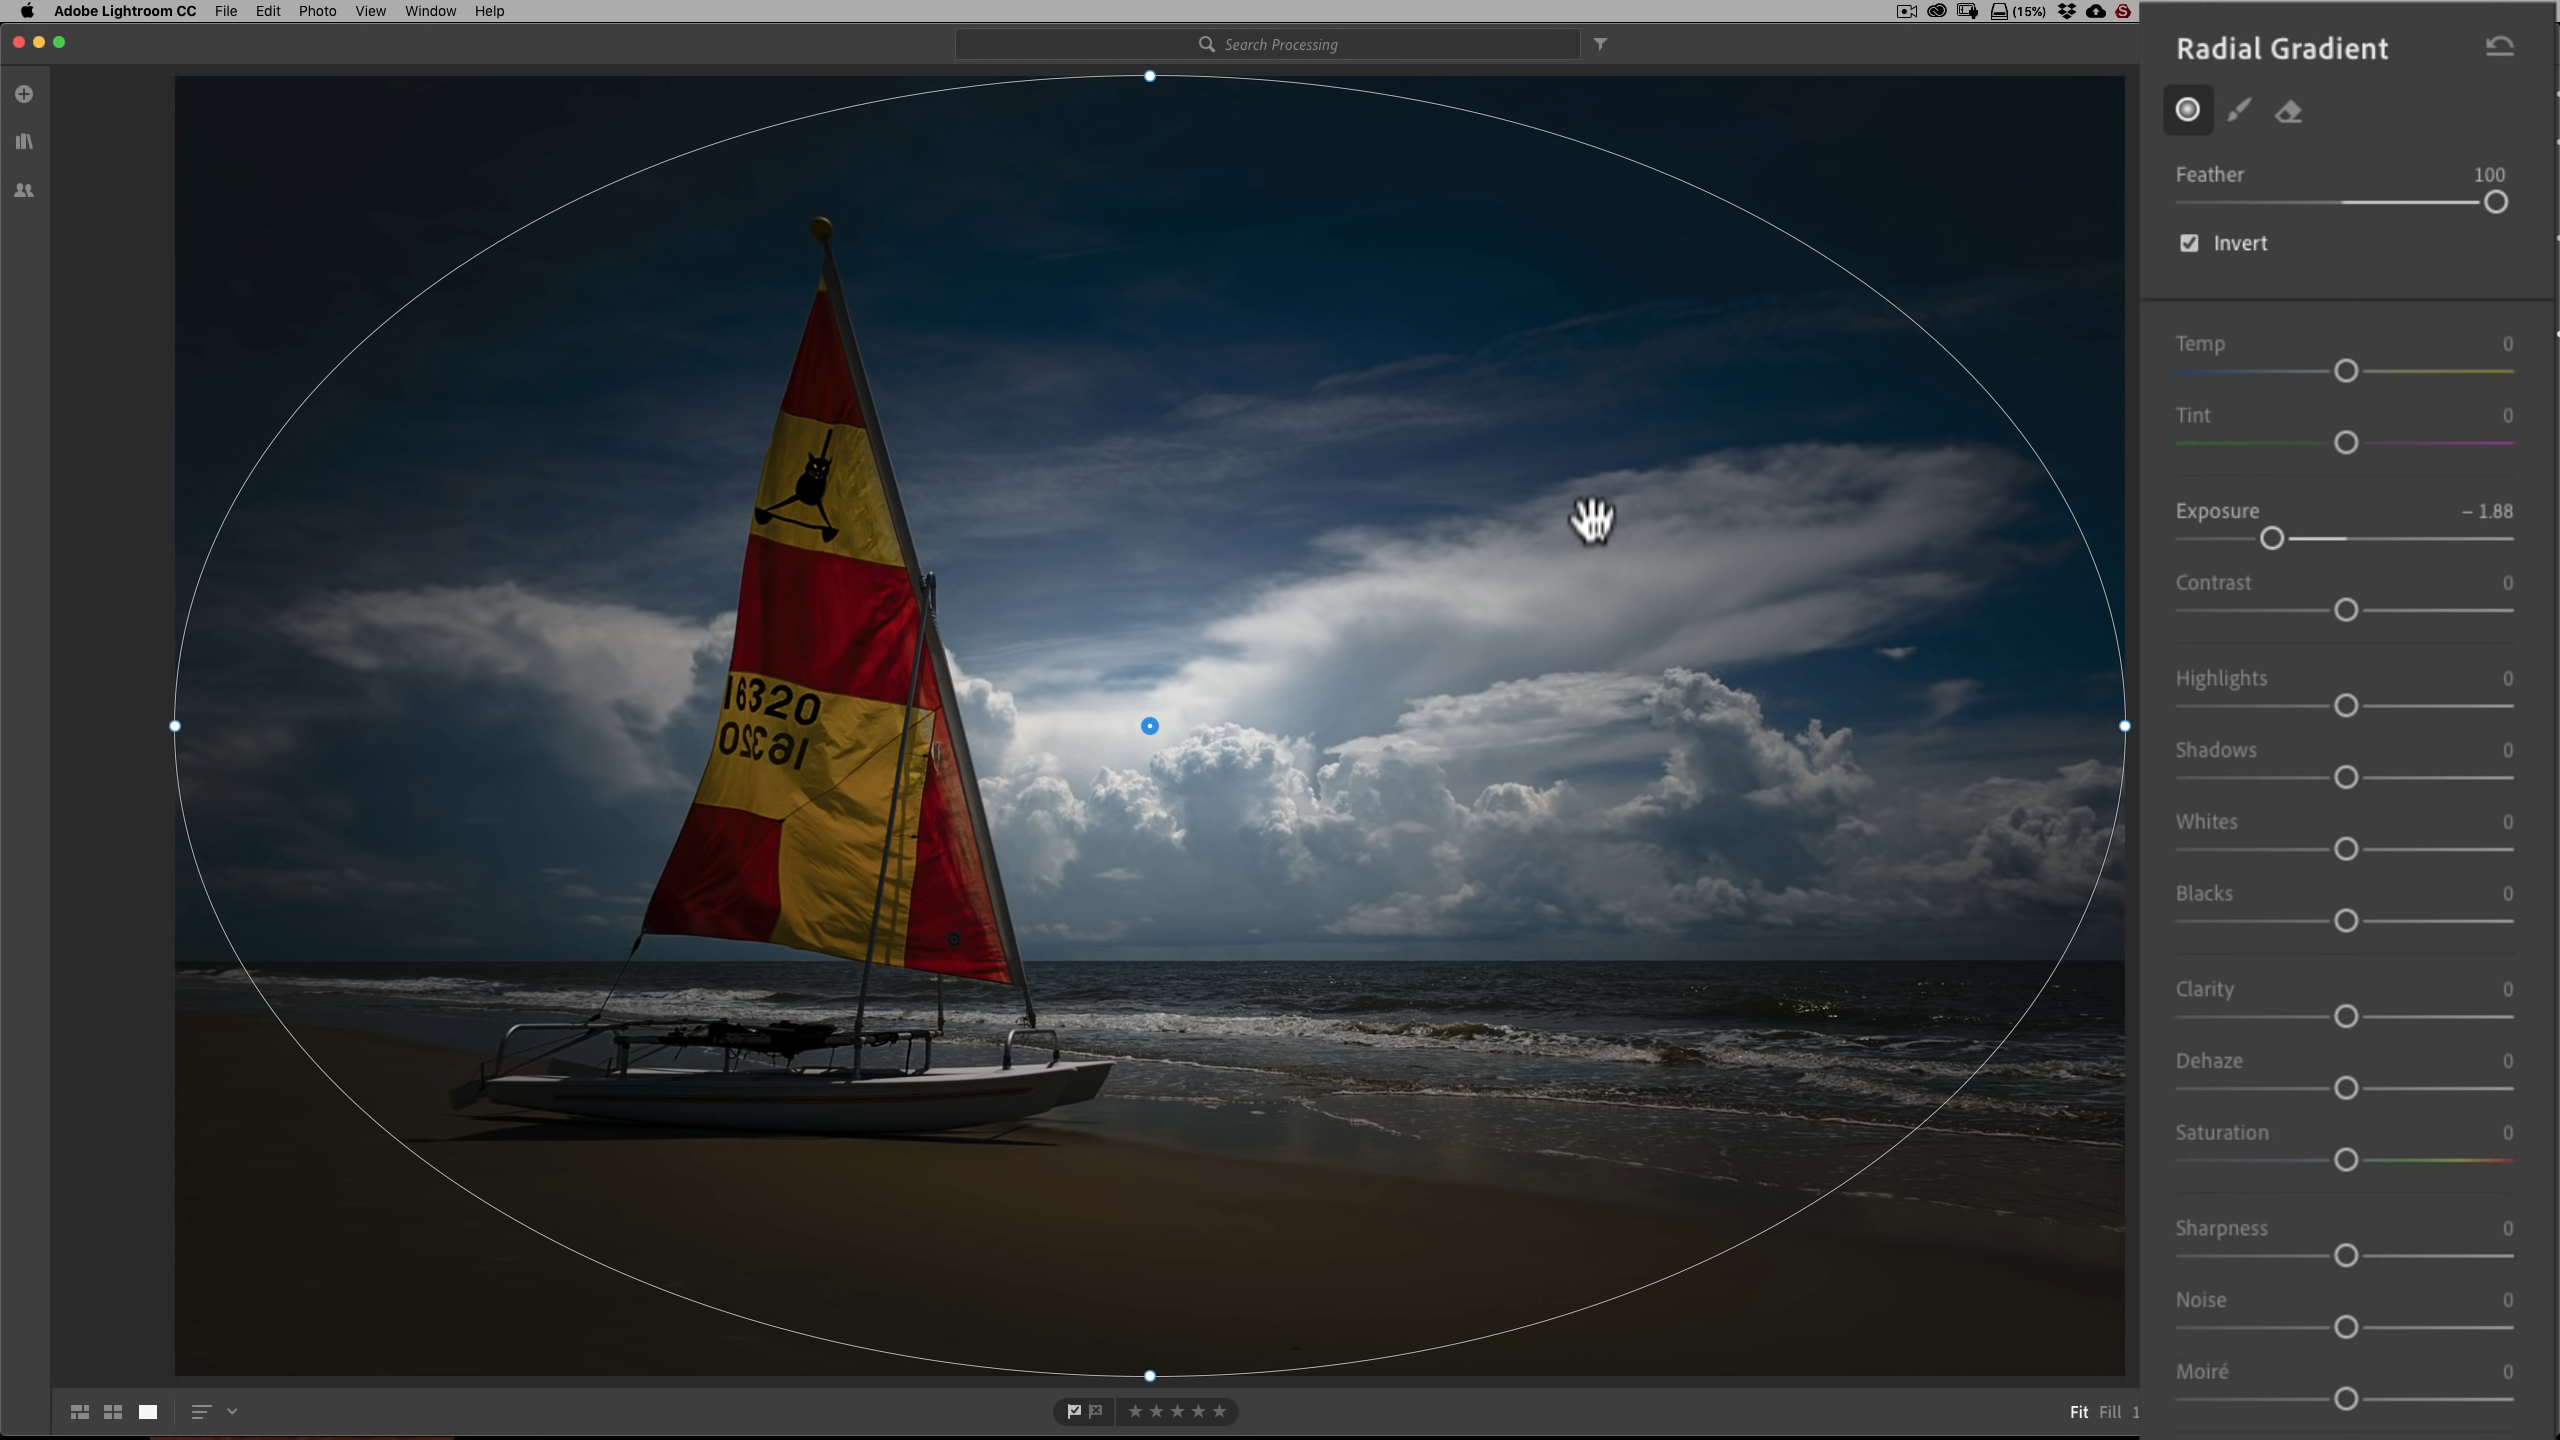 Adobe Lightroom CC File Edit Photo View Window Help (15%)
Search Processing
Radial Gradient
Feather 100
Invert
Temp 0
Tint 0
Exposure – 1.88
Contrast 0
Highlights 0
Shadows 0
Whites 0
Blacks 0
Clarity 0
Dehaze 0
Saturation 0
Sharpness 0
Noise 0
Moiré 0
16320
16320
Fit Fill 1